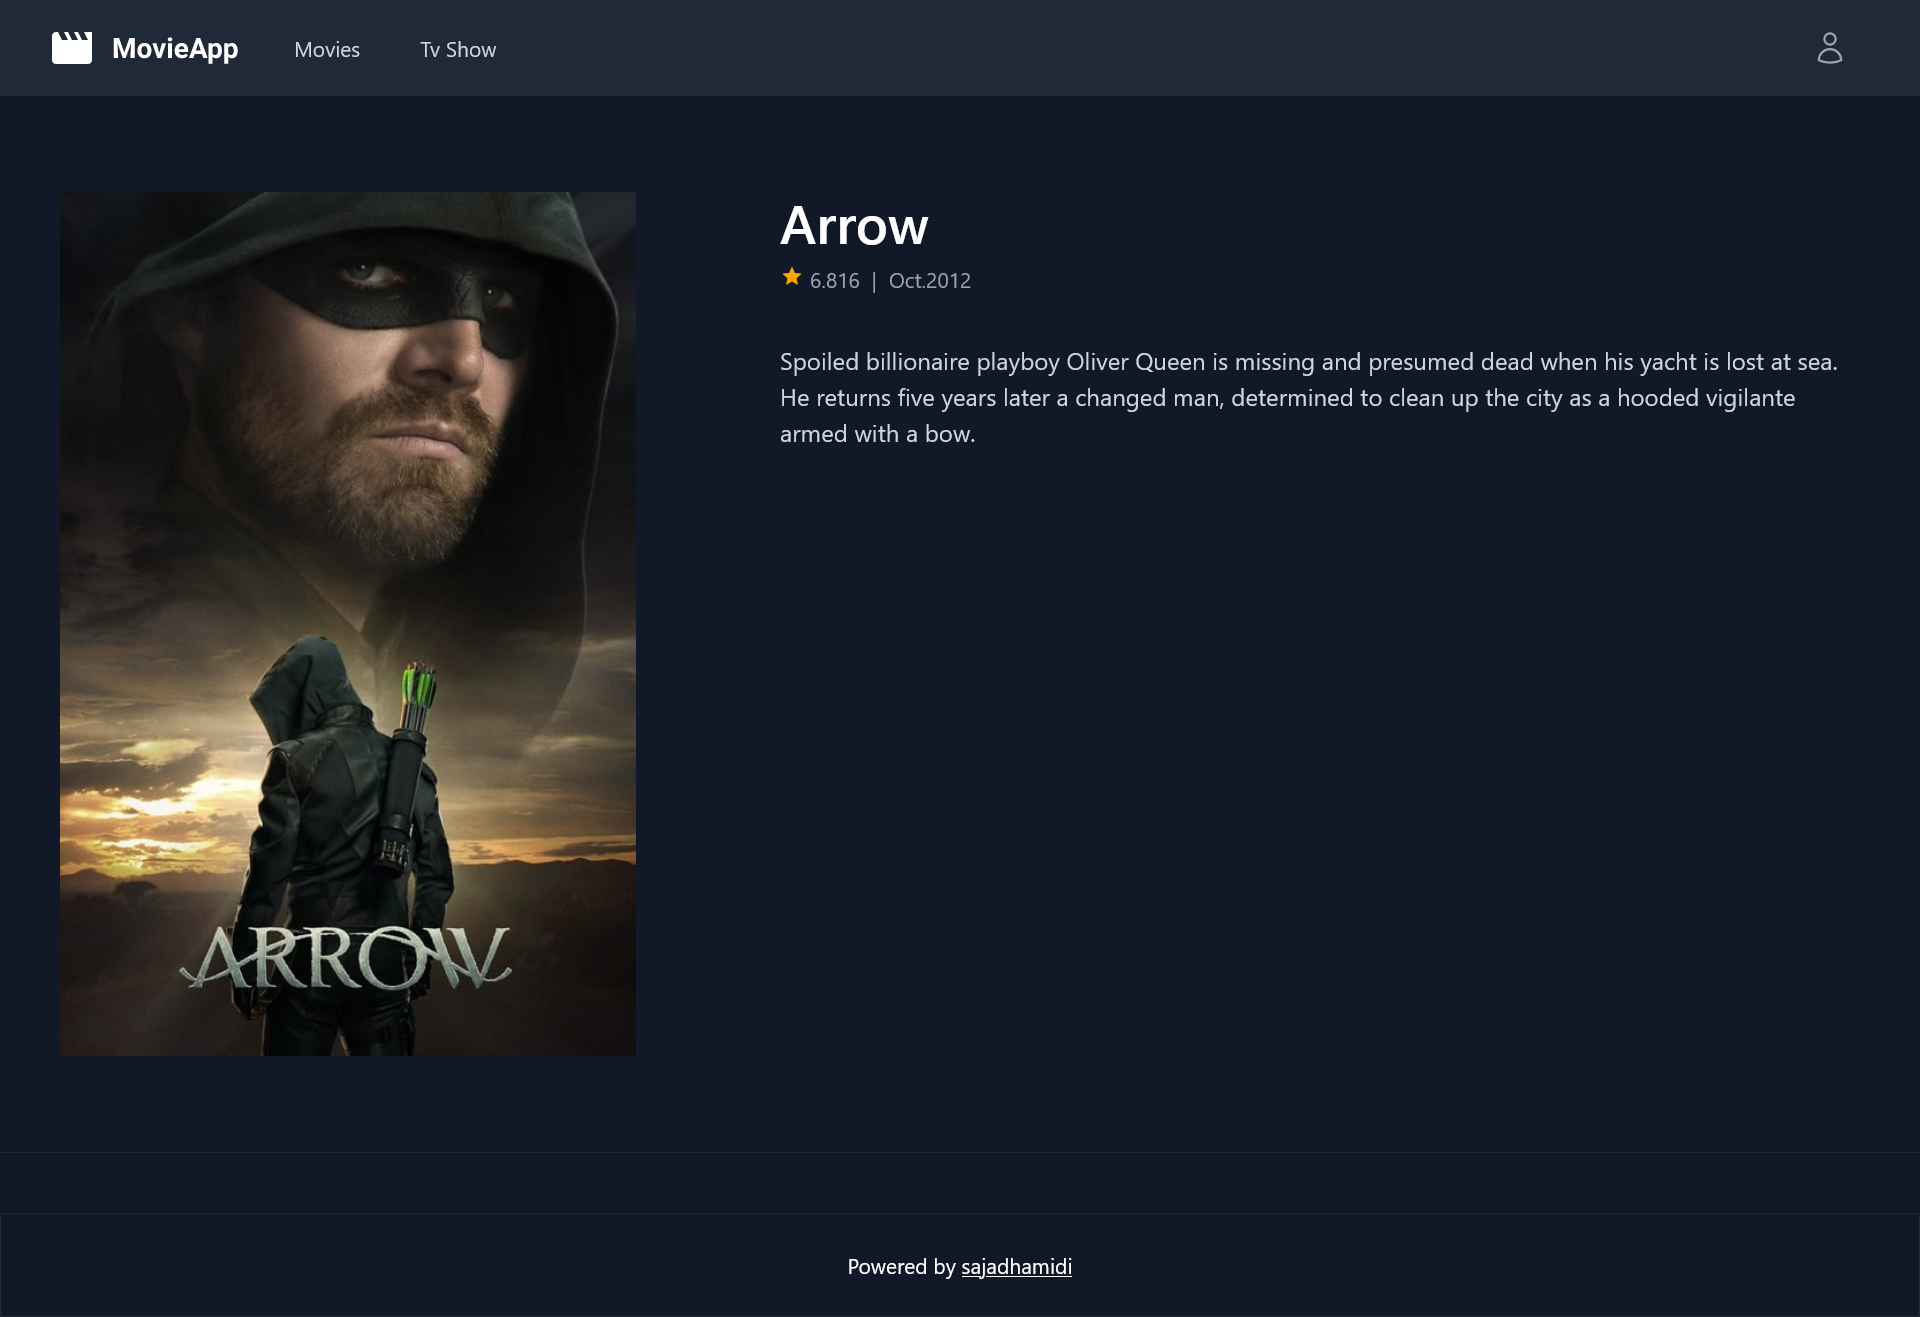 MovieApp
Movies
Tv Show
Arrow
6.816 | Oct.2012
Spoiled billionaire playboy Oliver Queen is missing and presumed dead when his yacht is lost at sea.
He returns five years later a changed man, determined to clean up the city as a hooded vigilante
armed with a bow.
ARROW
Powered by sajadhamidi